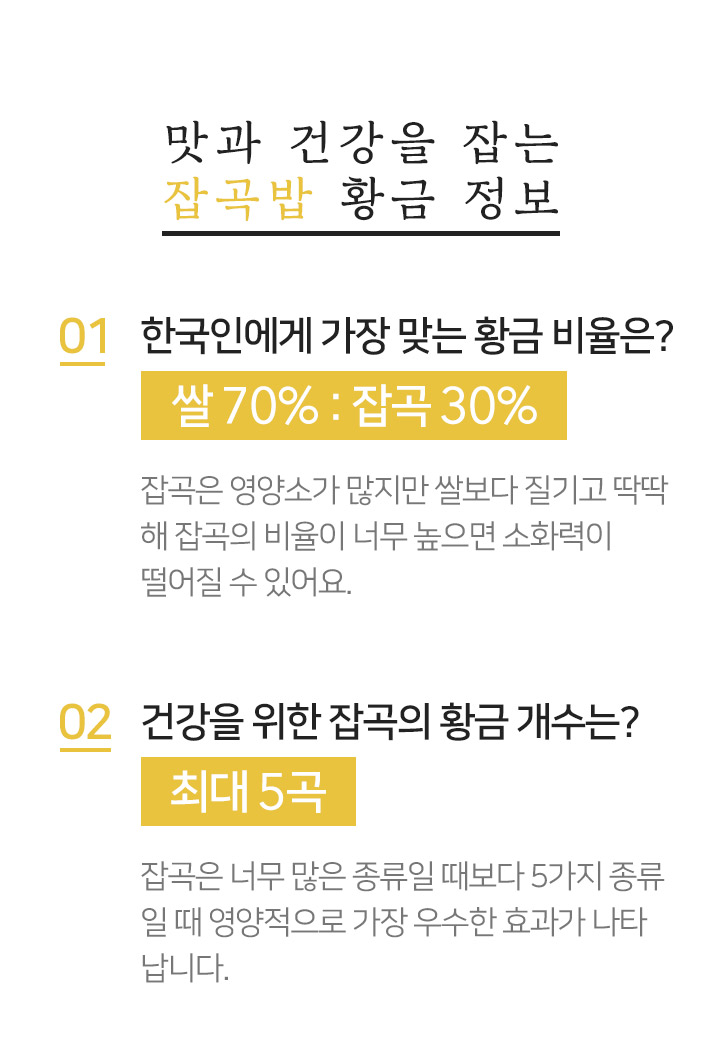 맛과 건강을 잡는
잡곡밥 황금 정보
01 한국인에게 가장 맞는 황금 비율은?
쌀 70% : 잡곡 30%
잡곡은 영양소가 많지만 쌀보다 질기고 딱딱
해 잡곡의 비율이 너무 높으면 소화력이
떨어질 수 있어요.
02 건강을 위한 잡곡의 황금 개수는?
최대 5곡
잡곡은 너무 많은 종류일 때보다 5가지 종류
일 때 영양적으로 가장 우수한 효과가 나타
납니다.